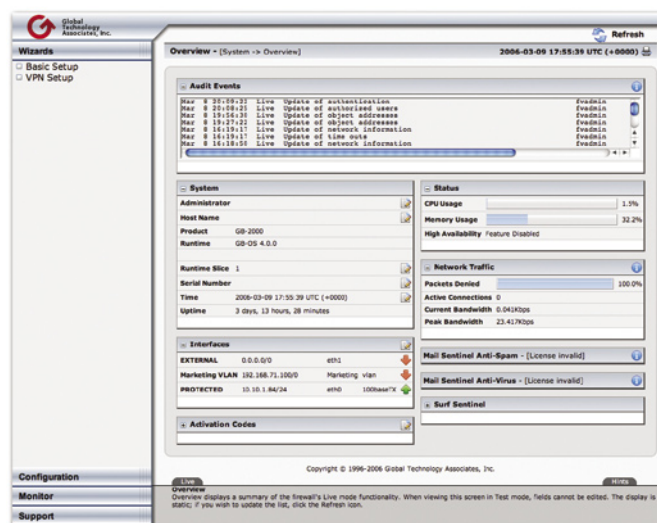 Global
Technology
Associates, Inc.
Refresh
Wizards
Overview - [System -> Overview]
2006-03-09 17:55:39 UTC (+0000)
Basic Setup
VPN Setup
Audit Events
Mar 8 20:09:32 Live Update of authentication fwadmin
Mar 8 20:08:25 Live Update of authorized users fwadmin
Mar 8 19:56:30 Live Update of object addresses fwadmin
Mar 8 19:27:22 Live Update of object addresses fwadmin
Mar 8 16:19:17 Live Update of network information fwadmin
Mar 8 16:19:17 Live Update of time outs fwadmin
Mar 8 16:18:50 Live Update of network information fwadmin
System
Administrator
Host Name
Product GB-2000
Runtime GB-OS 4.0.0
Runtime Slice 1
Serial Number
Time 2006-03-09 17:55:39 UTC (+0000)
Uptime 3 days, 13 hours, 28 minutes
Interfaces
EXTERNAL 0.0.0.0/0 eth1
Marketing VLAN 192.168.71.100/0 Marketing vlan
PROTECTED 10.10.1.84/24 eth0 100baseTX
Activation Codes
Status
CPU Usage 1.5%
Memory Usage 32.2%
High Availability Feature Disabled
Network Traffic
Packets Denied 100.0%
Active Connections 0
Current Bandwidth 0.041Kbps
Peak Bandwidth 23.417Kbps
Mail Sentinel Anti-Spam - [License invalid]
Mail Sentinel Anti-Virus - [License invalid]
Surf Sentinel
Copyright © 1996-2006 Global Technology Associates, Inc.
Configuration
Monitor
Support
Live
Hints
Overview
Overview displays a summary of the firewall's Live mode functionality. When viewing this screen in Test mode, fields cannot be edited. The display is
static; if you wish to update the list, click the Refresh icon.